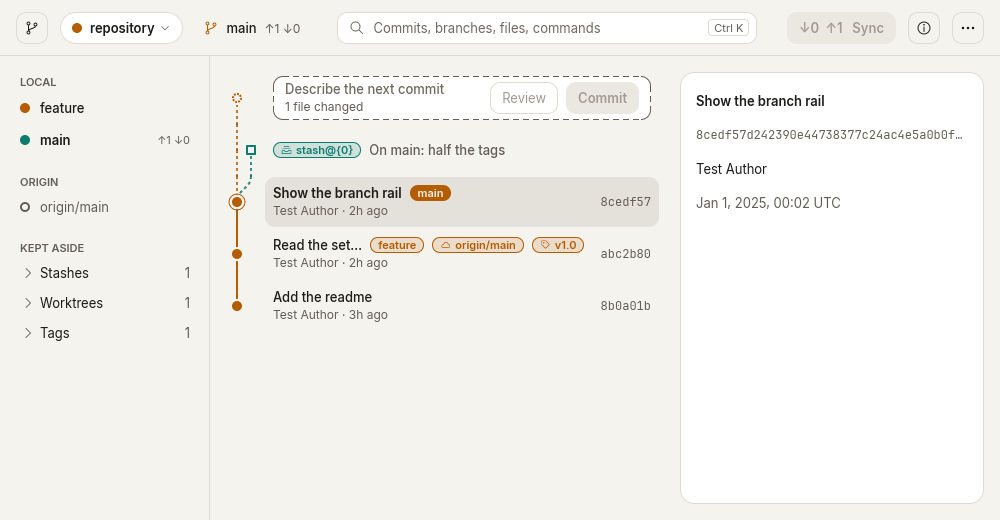 repository
main ↑1 ↓0
Commits, branches, files, commands
Ctrl K
↓0 ↑1 Sync
LOCAL
feature
main ↑1 ↓0
ORIGIN
origin/main
KEPT ASIDE
Stashes 1
Worktrees 1
Tags 1
Describe the next commit
1 file changed
Review
Commit
stash@{0} On main: half the tags
Show the branch rail main
Test Author · 2h ago
8cedf57
Read the set... feature origin/main v1.0
Test Author · 2h ago
abc2b80
Add the readme
Test Author · 3h ago
8b0a01b
Show the branch rail
8cedf57d242390e44738377c24ac4e5a0b0f…
Test Author
Jan 1, 2025, 00:02 UTC